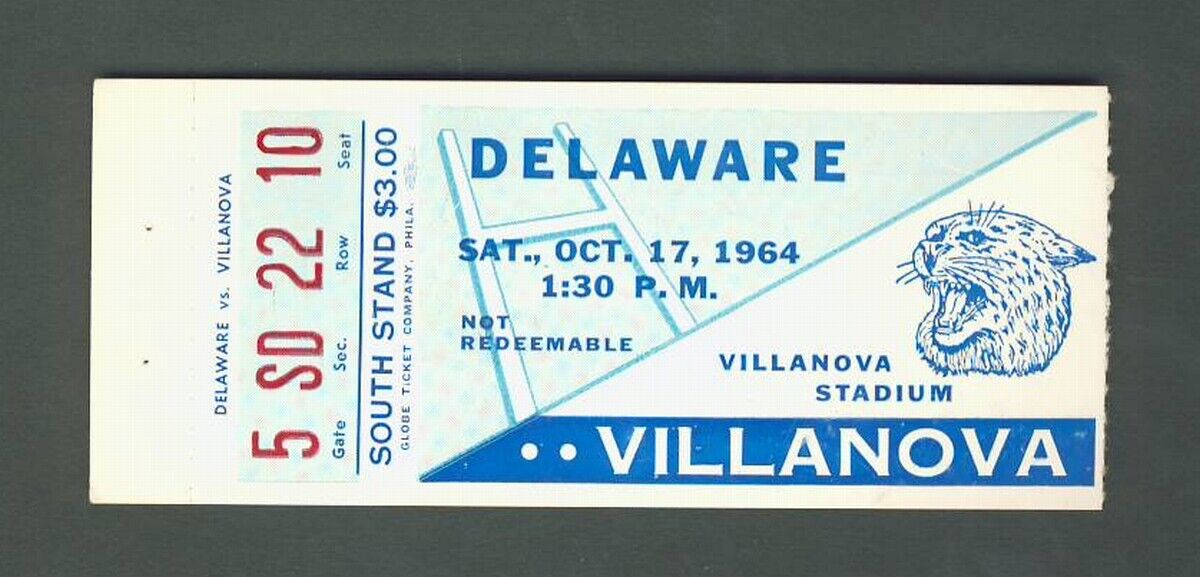 DELAWARE VS. VILLANOVA
5 SD 22 10
Gate Sec. Row Seat
SOUTH STAND $3.00
GLOBE TICKET COMPANY, PHILA.
DELAWARE
SAT., OCT. 17, 1964
1:30 P.M.
NOT
REDEEMABLE
VILLANOVA
STADIUM
•• VILLANOVA